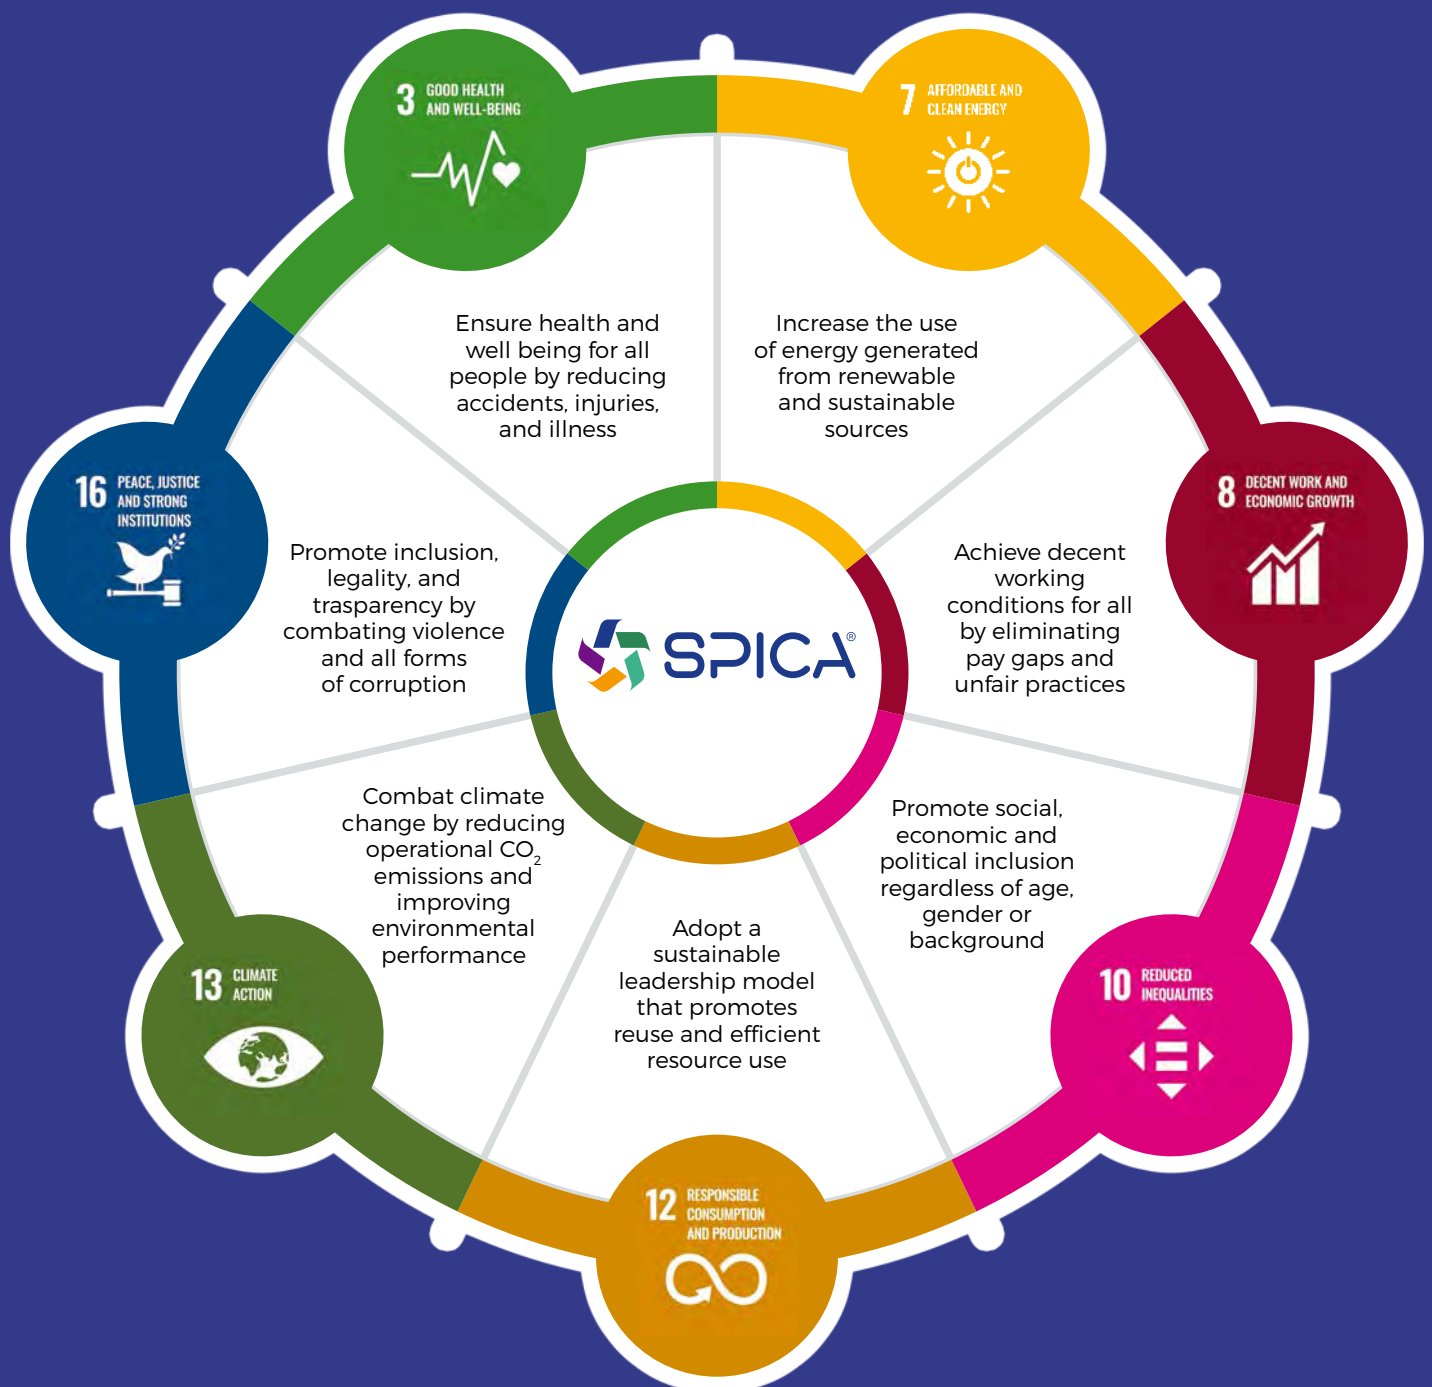 3 GOOD HEALTH
AND WELL-BEING
Ensure health and
well being for all
people by reducing
accidents, injuries,
and illness
7 AFFORDABLE AND
CLEAN ENERGY
Increase the use
of energy generated
from renewable
and sustainable
sources
8 DECENT WORK AND
ECONOMIC GROWTH
Achieve decent
working
conditions for all
by eliminating
pay gaps and
unfair practices
10 REDUCED
INEQUALITIES
Promote social,
economic and
political inclusion
regardless of age,
gender or
background
12 RESPONSIBLE
CONSUMPTION
AND PRODUCTION
Adopt a
sustainable
leadership model
that promotes
reuse and efficient
resource use
13 CLIMATE
ACTION
Combat climate
change by reducing
operational CO₂
emissions and
improving
environmental
performance
16 PEACE, JUSTICE
AND STRONG
INSTITUTIONS
Promote inclusion,
legality, and
trasparency by
combating violence
and all forms
of corruption
SPICA®